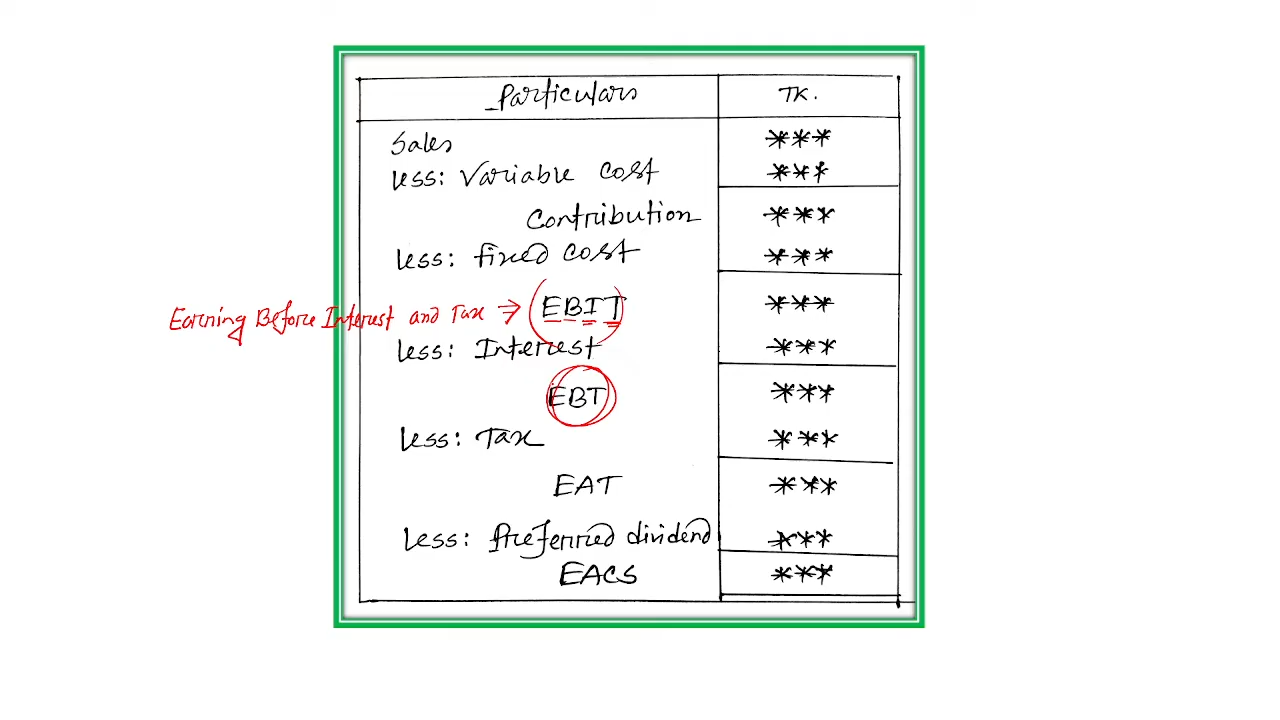 Particulars TK.
Sales ***
Less: Variable cost ***
Contribution ***
Less: fixed cost ***
Earning Before Interest and Tax ⇒ EBIT ***
Less: Interest ***
EBT ***
Less: Tax ***
EAT ***
Less: Preferred dividend ***
EACS ***